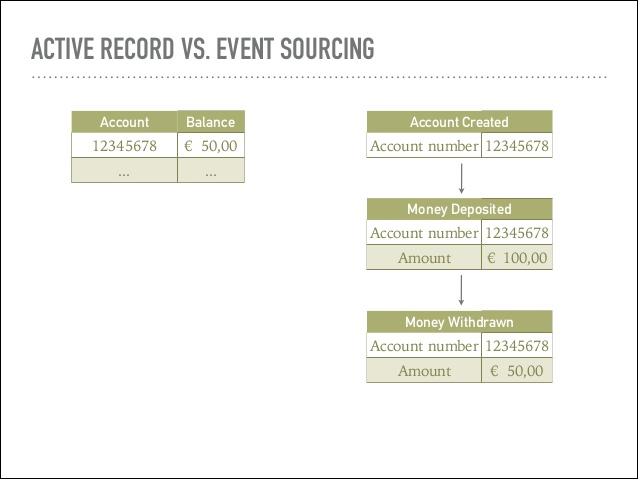 ACTIVE RECORD VS. EVENT SOURCING
Account Balance
12345678 € 50,00
... ...
Account Created
Account number 12345678
Money Deposited
Account number 12345678
Amount € 100,00
Money Withdrawn
Account number 12345678
Amount € 50,00